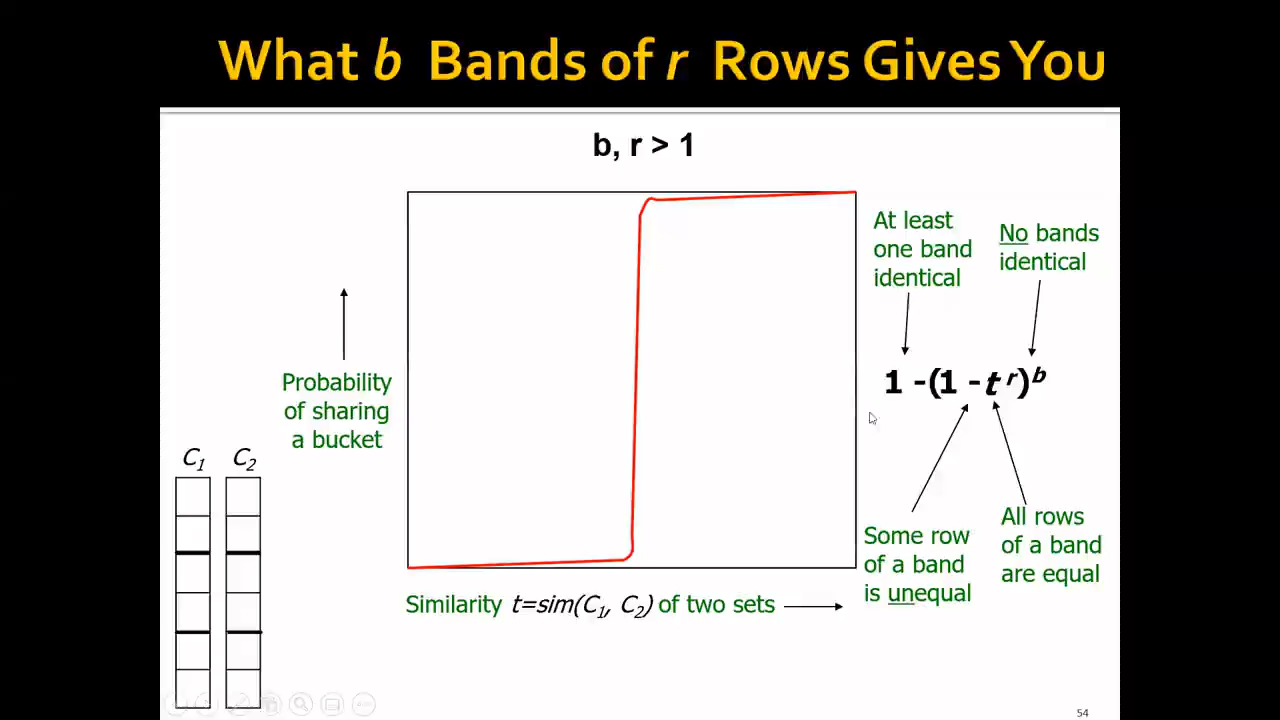 What b Bands of r Rows Gives You
b, r > 1
At least
one band
identical
No bands
identical
Probability
of sharing
a bucket
1 -(1 -t r)b
C1 C2
Some row
of a band
is unequal
All rows
of a band
are equal
Similarity t=sim(C1, C2) of two sets
54